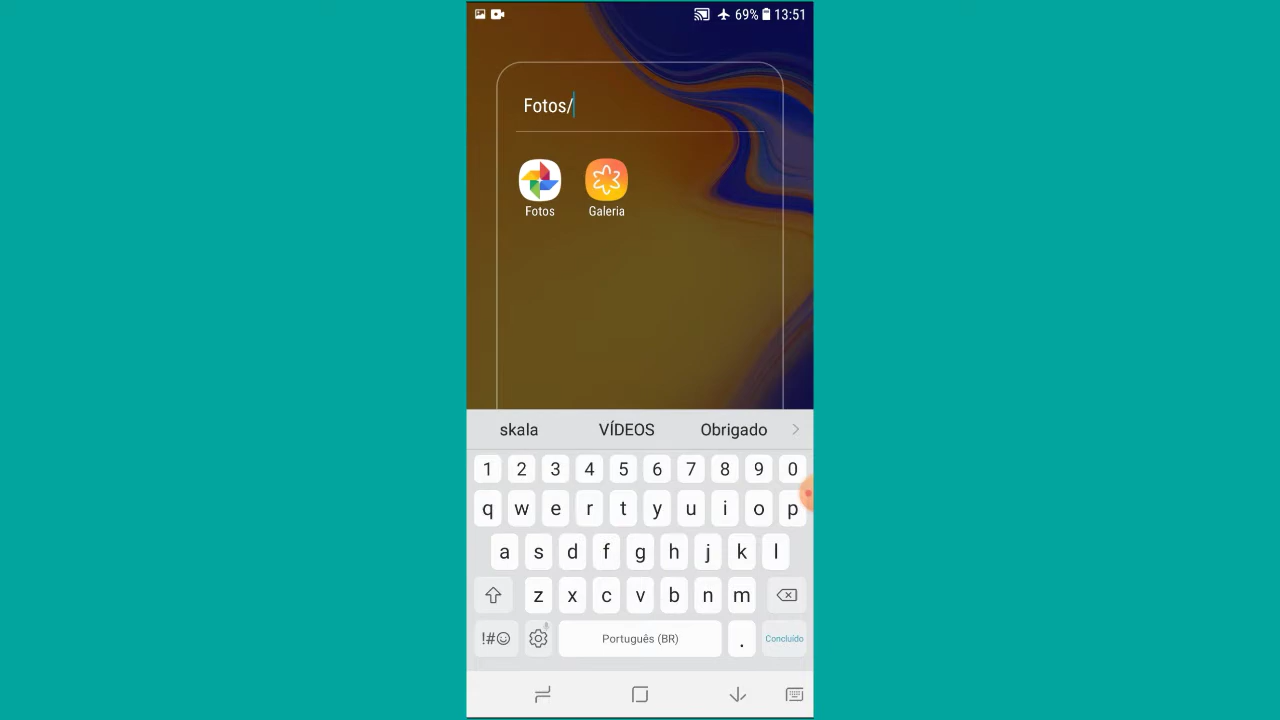 69% 13:51
Fotos/
Fotos Galeria
skala VÍDEOS Obrigado
1 2 3 4 5 6 7 8 9 0
q w e r t y u i o p
a s d f g h j k l
z x c v b n m
!#☺ Português (BR) . Concluído